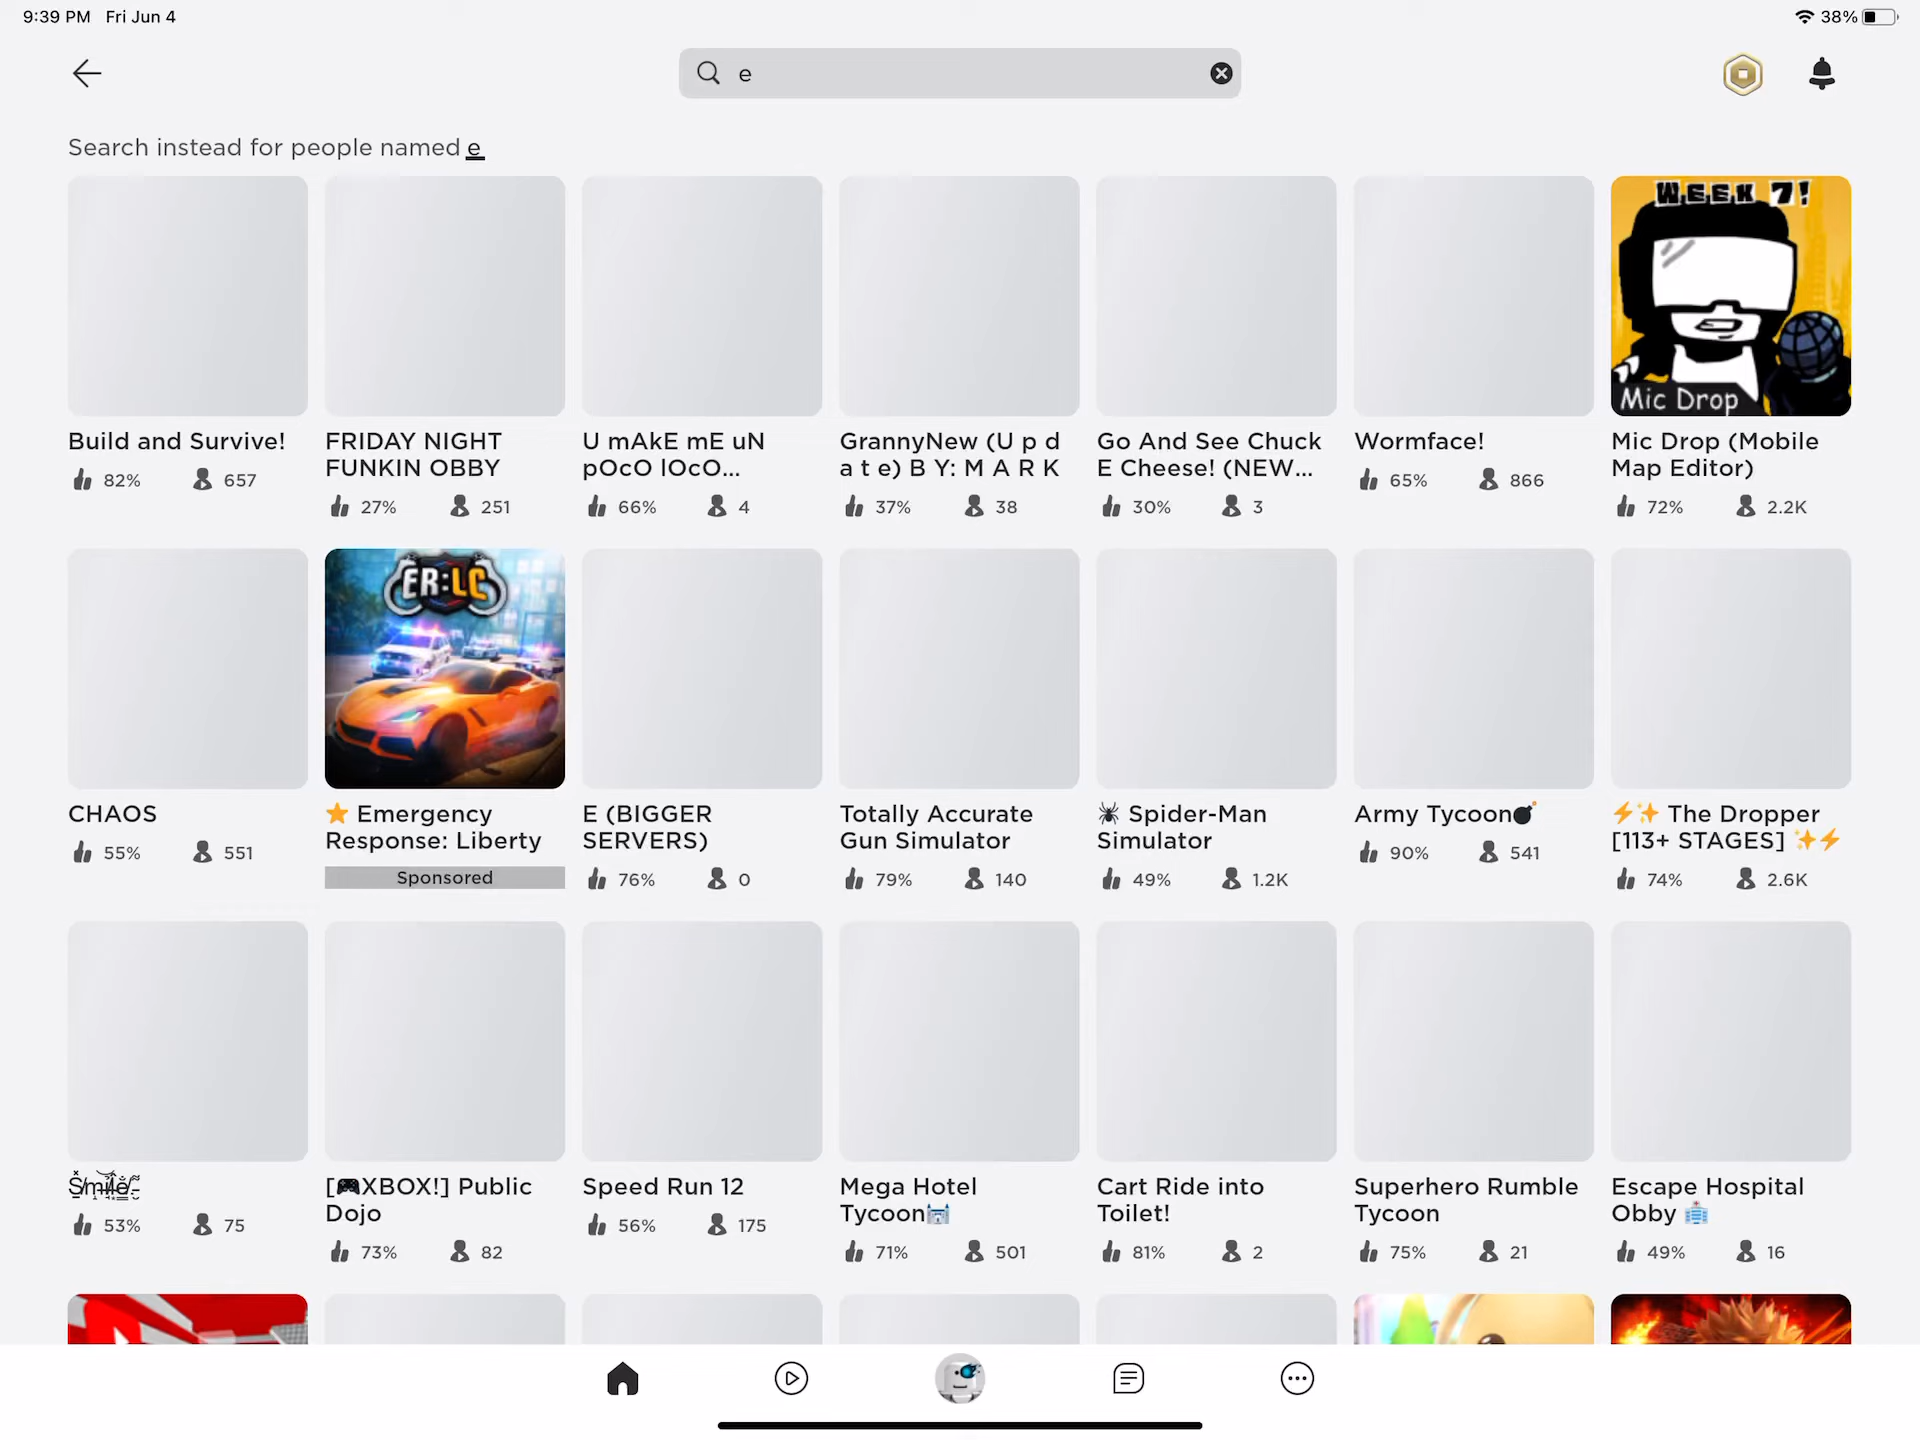 9:39 PM Fri Jun 4
38%
e
Search instead for people named e
WEEK 7!
Mic Drop
Build and Survive!
82% 657
FRIDAY NIGHT
FUNKIN OBBY
27% 251
U mAkE mE uN
pOcO lOcO...
66% 4
GrannyNew (U p d
a t e) B Y: M A R K
37% 38
Go And See Chuck
E Cheese! (NEW...
30% 3
Wormface!
65% 866
Mic Drop (Mobile
Map Editor)
72% 2.2K
ER:LC
CHAOS
55% 551
⭐ Emergency
Response: Liberty
Sponsored
E (BIGGER
SERVERS)
76% 0
Totally Accurate
Gun Simulator
79% 140
🕷 Spider-Man
Simulator
49% 1.2K
Army Tycoon💣
90% 541
⚡✨ The Dropper
[113+ STAGES] ✨⚡
74% 2.6K
Smile
53% 75
[🎮XBOX!] Public
Dojo
73% 82
Speed Run 12
56% 175
Mega Hotel
Tycoon🏰
71% 501
Cart Ride into
Toilet!
81% 2
Superhero Rumble
Tycoon
75% 21
Escape Hospital
Obby 🏥
49% 16